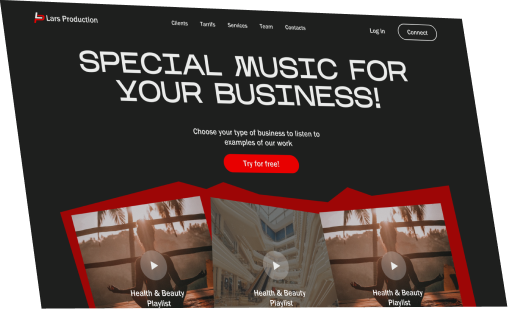 Lars Production
Clients Tarrifs Services Team Contacts
Log in Connect
SPECIAL MUSIC FOR
YOUR BUSINESS!
Choose your type of business to listen to
examples of our work
Try for free!
Health & Beauty
Playlist
Health & Beauty
Playlist
Health & Beauty
Playlist